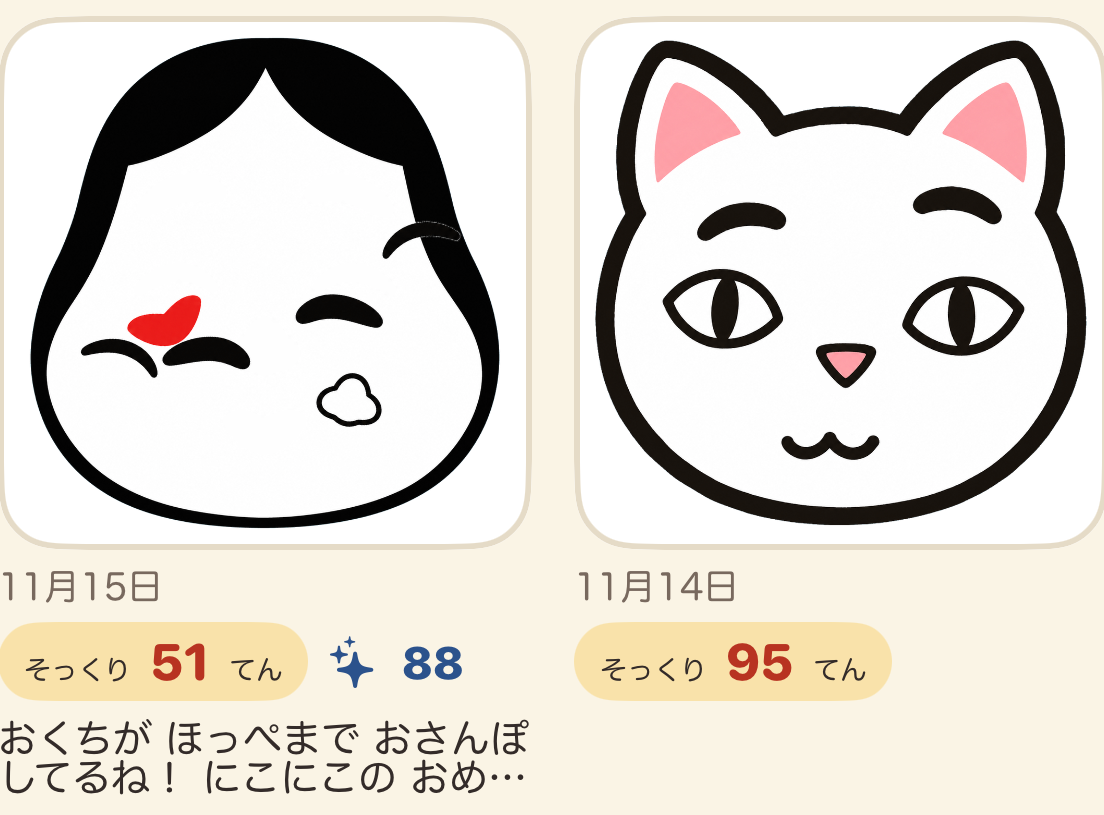 11月15日
そっくり 51 てん 88
おくちが ほっぺまで おさんぽ
してるね！ にこにこの おめ…
11月14日
そっくり 95 てん